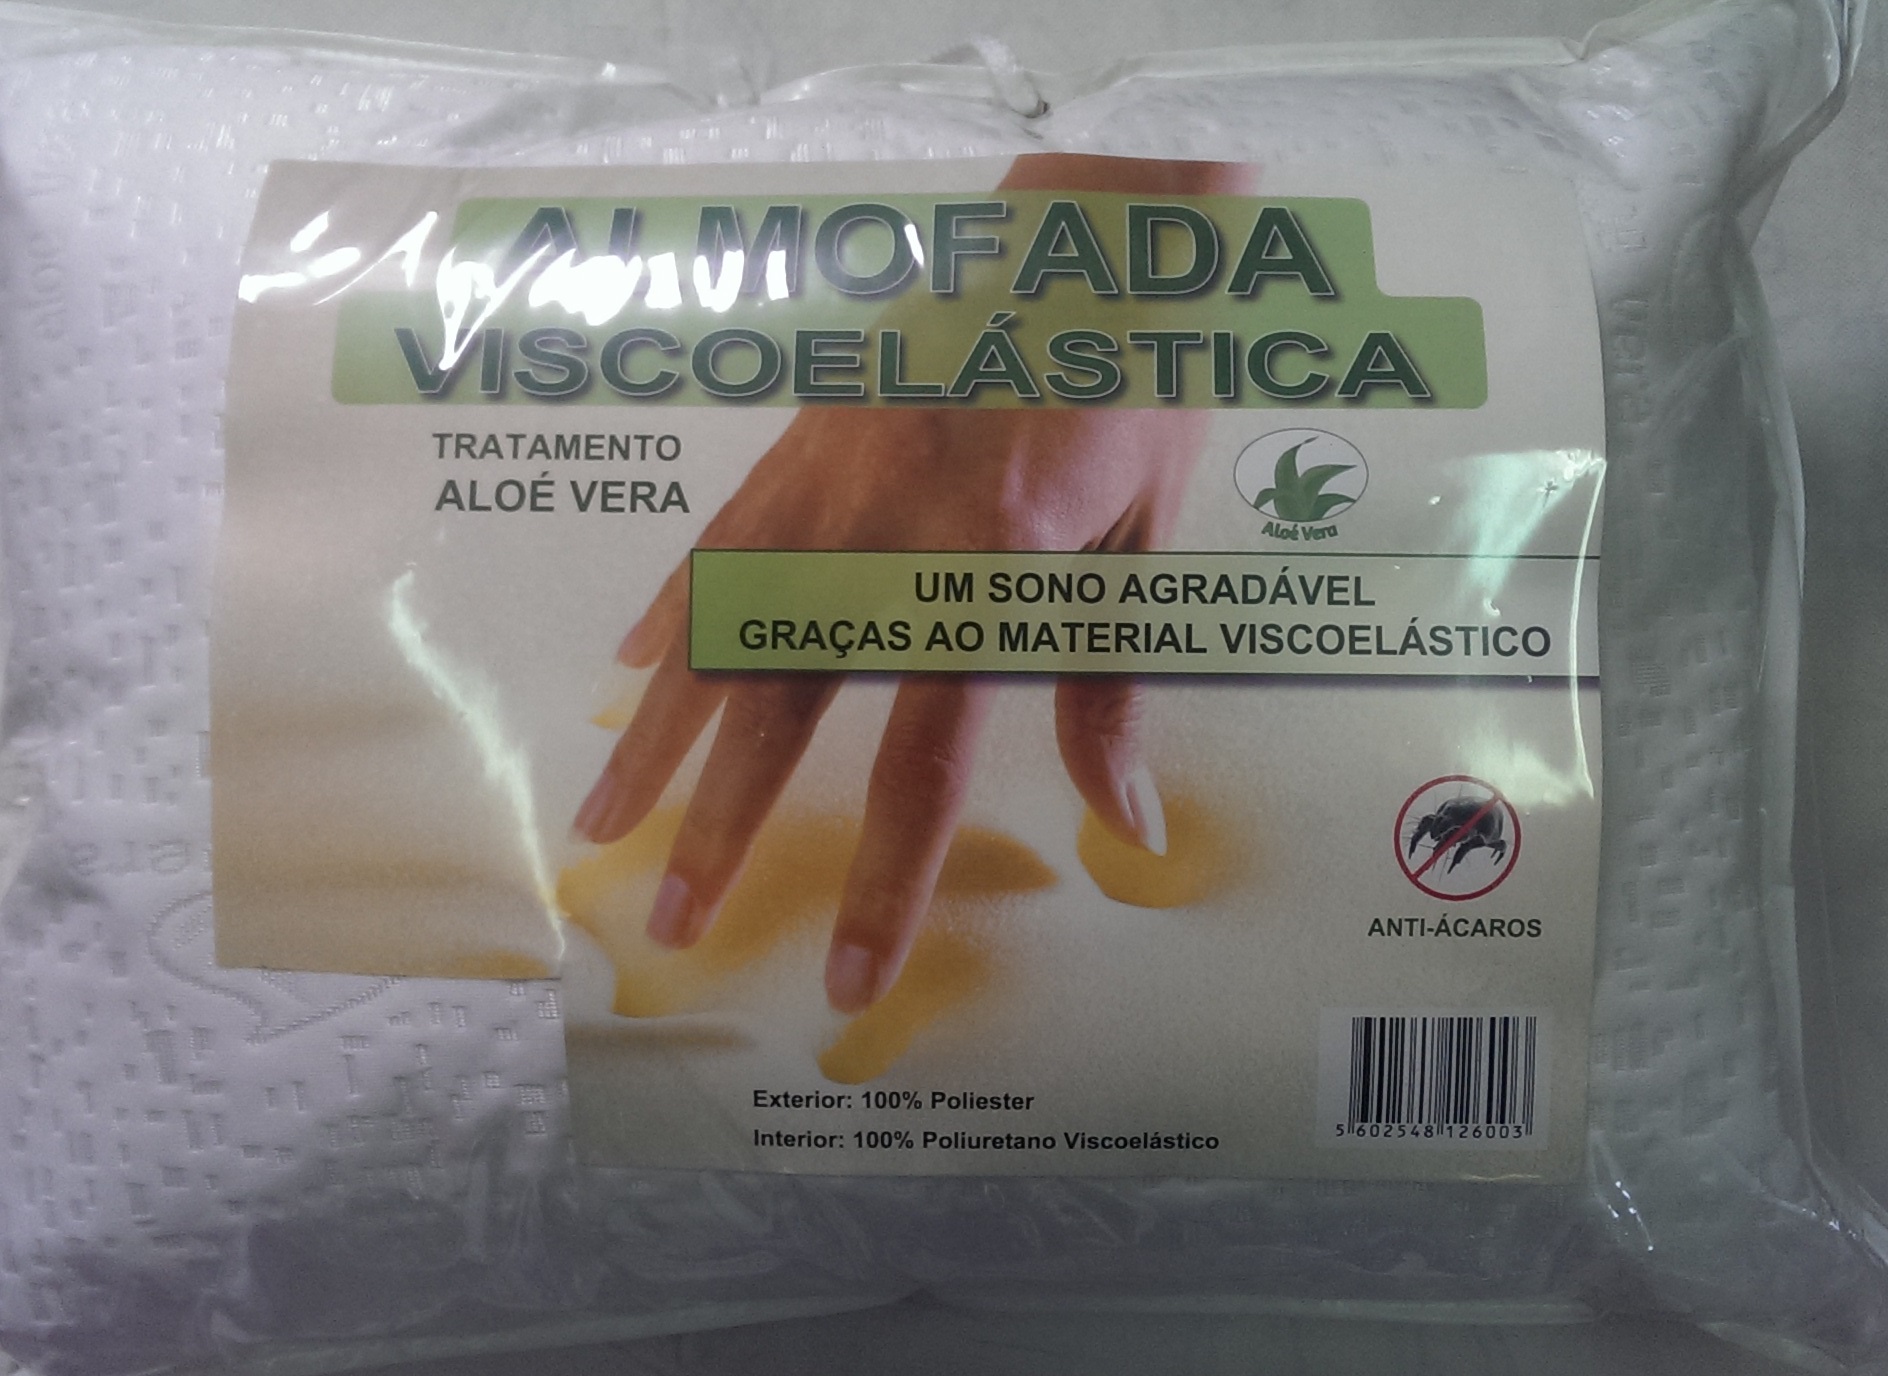 ALMOFADA
VISCOELÁSTICA
TRATAMENTO
ALOÉ VERA
Aloé Vera
UM SONO AGRADÁVEL
GRAÇAS AO MATERIAL VISCOELÁSTICO
ANTI-ÁCAROS
Exterior: 100% Poliester
Interior: 100% Poliuretano Viscoelástico
5 602548 126003